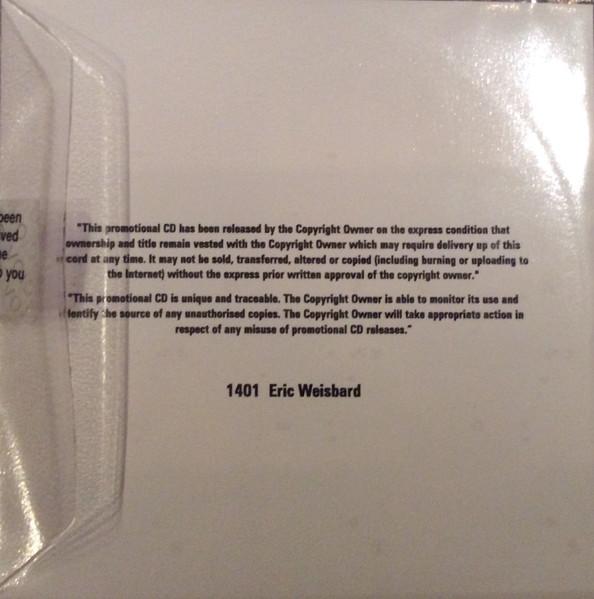 been
ved
e
o you
"This promotional CD has been released by the Copyright Owner on the express condition that
ownership and title remain vested with the Copyright Owner which may require delivery up of this
cord at any time. It may not be sold, transferred, altered or copied (including burning or uploading to
the Internet) without the express prior written approval of the copyright owner."
"This promotional CD is unique and traceable. The Copyright Owner is able to monitor its use and
identify the source of any unauthorised copies. The Copyright Owner will take appropriate action in
respect of any misuse of promotional CD releases."
1401 Eric Weisbard